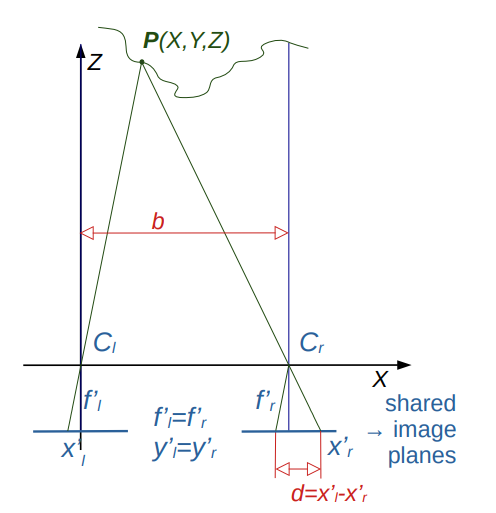 P(X,Y,Z)
Z
b
Cl
Cr
X
f'l
f'r
f'l=f'r
y'l=y'r
shared
→ image
planes
x'l
x'r
d=x'l-x'r